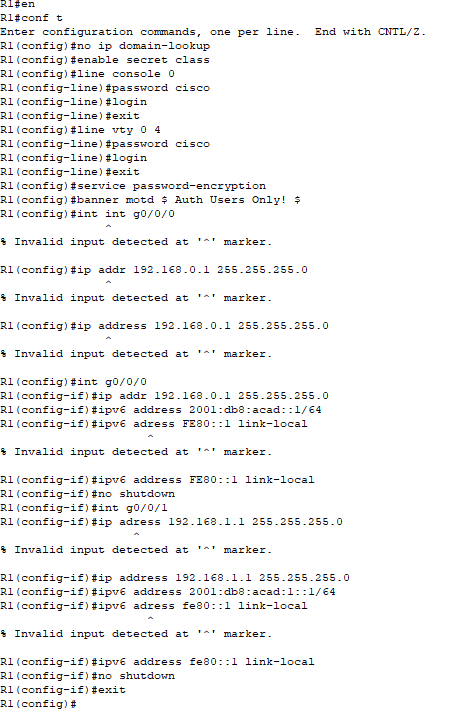 R1#en
R1#conf t
Enter configuration commands, one per line.  End with CNTL/Z.
R1(config)#no ip domain-lookup
R1(config)#enable secret class
R1(config)#line console 0
R1(config-line)#password cisco
R1(config-line)#login
R1(config-line)#exit
R1(config)#line vty 0 4
R1(config-line)#password cisco
R1(config-line)#login
R1(config-line)#exit
R1(config)#service password-encryption
R1(config)#banner motd $ Auth Users Only! $
R1(config)#int int g0/0/0
^
% Invalid input detected at '^' marker.
R1(config)#ip addr 192.168.0.1 255.255.255.0
^
% Invalid input detected at '^' marker.
R1(config)#ip address 192.168.0.1 255.255.255.0
^
% Invalid input detected at '^' marker.
R1(config)#int g0/0/0
R1(config-if)#ip addr 192.168.0.1 255.255.255.0
R1(config-if)#ipv6 address 2001:db8:acad::1/64
R1(config-if)#ipv6 adress FE80::1 link-local
^
% Invalid input detected at '^' marker.
R1(config-if)#ipv6 address FE80::1 link-local
R1(config-if)#no shutdown
R1(config-if)#int g0/0/1
R1(config-if)#ip adress 192.168.1.1 255.255.255.0
^
% Invalid input detected at '^' marker.
R1(config-if)#ip address 192.168.1.1 255.255.255.0
R1(config-if)#ipv6 address 2001:db8:acad:1::1/64
R1(config-if)#ipv6 adress fe80::1 link-local
^
% Invalid input detected at '^' marker.
R1(config-if)#ipv6 address fe80::1 link-local
R1(config-if)#no shutdown
R1(config-if)#exit
R1(config)#